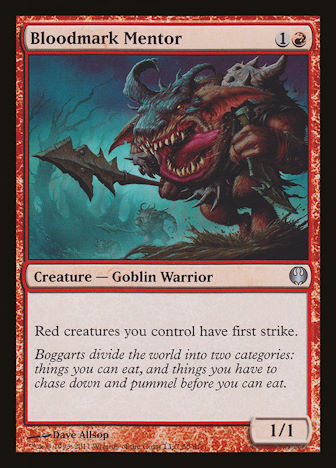 Bloodmark Mentor 1
Creature — Goblin Warrior
Red creatures you control have first strike.
Boggarts divide the world into two categories:
things you can eat, and things you have to
chase down and pummel before you can eat.
1/1
Dave Allsop